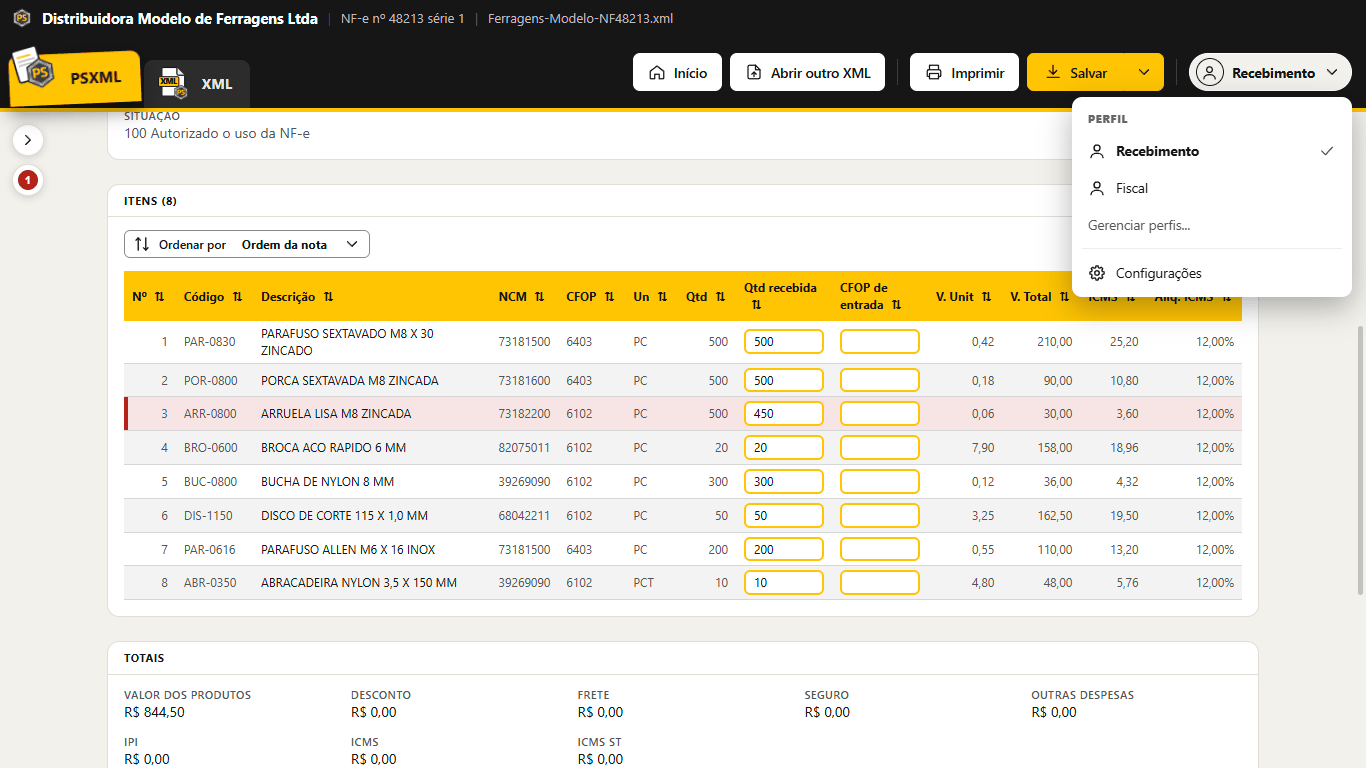 Distribuidora Modelo de Ferragens Ltda | NF-e nº 48213 série 1 | Ferragens-Modelo-NF48213.xml
PSXML
XML
Início
Abrir outro XML
Imprimir
Salvar
Recebimento
PERFIL
Recebimento
Fiscal
Gerenciar perfis...
Configurações
1
SITUAÇÃO
100 Autorizado o uso da NF-e
ITENS (8)
Ordenar por Ordem da nota
Nº Código Descrição NCM CFOP Un Qtd Qtd recebida CFOP de entrada V. Unit V. Total ICMS Alíq. ICMS
1 PAR-0830 PARAFUSO SEXTAVADO M8 X 30 ZINCADO 73181500 6403 PC 500 500 0,42 210,00 25,20 12,00%
2 POR-0800 PORCA SEXTAVADA M8 ZINCADA 73181600 6403 PC 500 500 0,18 90,00 10,80 12,00%
3 ARR-0800 ARRUELA LISA M8 ZINCADA 73182200 6102 PC 500 450 0,06 30,00 3,60 12,00%
4 BRO-0600 BROCA ACO RAPIDO 6 MM 82075011 6102 PC 20 20 7,90 158,00 18,96 12,00%
5 BUC-0800 BUCHA DE NYLON 8 MM 39269090 6102 PC 300 300 0,12 36,00 4,32 12,00%
6 DIS-1150 DISCO DE CORTE 115 X 1,0 MM 68042211 6102 PC 50 50 3,25 162,50 19,50 12,00%
7 PAR-0616 PARAFUSO ALLEN M6 X 16 INOX 73181500 6403 PC 200 200 0,55 110,00 13,20 12,00%
8 ABR-0350 ABRACADEIRA NYLON 3,5 X 150 MM 39269090 6102 PCT 10 10 4,80 48,00 5,76 12,00%
TOTAIS
VALOR DOS PRODUTOS DESCONTO FRETE SEGURO OUTRAS DESPESAS
R$ 844,50 R$ 0,00 R$ 0,00 R$ 0,00 R$ 0,00
IPI ICMS ICMS ST
R$ 0,00 R$ 0,00 R$ 0,00